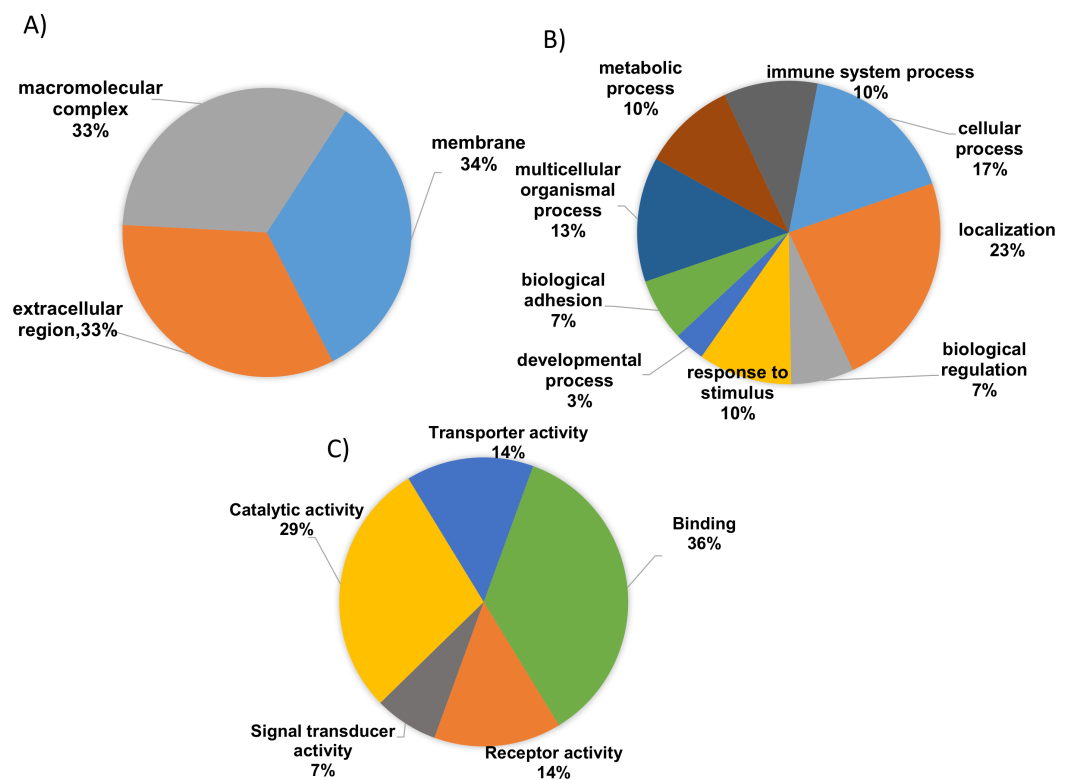 A)
macromolecular
complex
33%
membrane
34%
extracellular
region,33%
B)
metabolic
process
10%
immune system process
10%
cellular
process
17%
multicellular
organismal
process
13%
localization
23%
biological
adhesion
7%
biological
regulation
7%
developmental
process
3%
response to
stimulus
10%
C)
Transporter activity
14%
Catalytic activity
29%
Binding
36%
Signal transducer
activity
7%
Receptor activity
14%